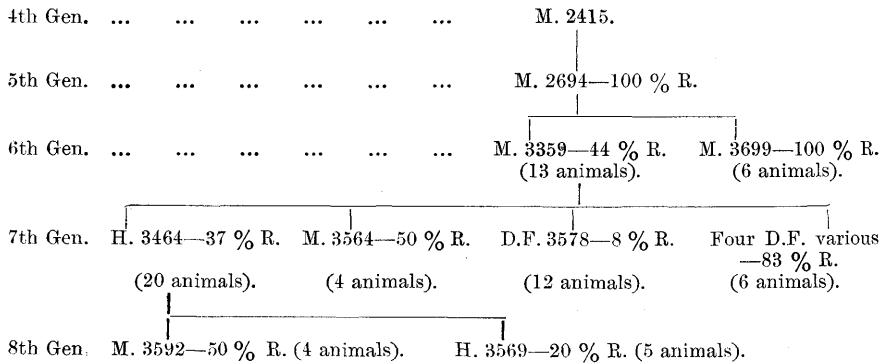 4th Gen. ... ... ... ... ... ... M. 2415.
5th Gen. ... ... ... ... ... ... M. 2694—100 % R.
6th Gen. ... ... ... ... ... ... M. 3359—44 % R. M. 3699—100 % R.
(13 animals). (6 animals).
7th Gen. H. 3464—37 % R. M. 3564—50 % R. D.F. 3578—8 % R. Four D.F. various
—83 % R.
(20 animals). (4 animals). (12 animals). (6 animals).
8th Gen. M. 3592—50 % R. (4 animals). H. 3569—20 % R. (5 animals).